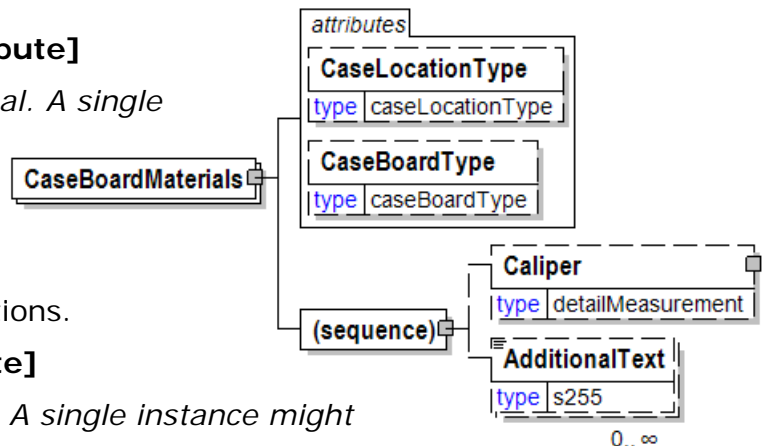 bute]
al. A single
ions.
te]
A single instance might
CaseBoardMaterials
attributes
CaseLocationType
type caseLocationType
CaseBoardType
type caseBoardType
(sequence)
Caliper
type detailMeasurement
AdditionalText
type s255
0..∞